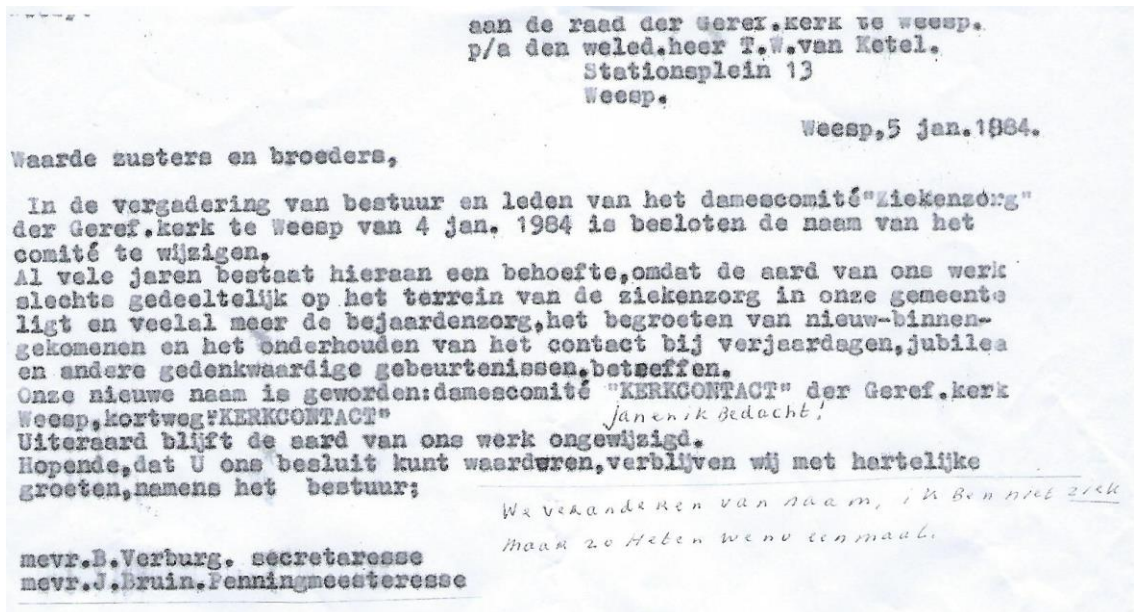 aan de raad der Geref.kerk te Weesp.
p/a den weled.heer T.W.van Ketel.
Stationsplein 13
Weesp.
Weesp,5 jan.1984.
Waarde zusters en broeders,
In de vergadering van bestuur en leden van het damescomité"Ziekenzorg"
der Geref.kerk te Weesp van 4 jan. 1984 is besloten de naam van het
comité te wijzigen.
Al vele jaren bestaat hieraan een behoefte,omdat de aard van ons werk
slechts gedeeltelijk op het terrein van de ziekenzorg in onze gemeente
ligt en veelal meer de bejaardenzorg,het begroeten van nieuw-binnen-
gekomenen en het onderhouden van het contact bij verjaardagen,jubilea
en andere gedenkwaardige gebeurtenissen,betreffen.
Onze nieuwe naam is geworden:damescomité "KERKCONTACT" der Geref.kerk
Weesp,kortweg"KERKCONTACT"
Jan en ik Bedacht!
Uiteraard blijft de aard van ons werk ongewijzigd.
Hopende,dat U ons besluit kunt waarderen,verblijven wij met hartelijke
groeten,namens het bestuur;
We veranderen van naam, ik Ben niet ziek
maar zo Heten we nu eenmaal.
mevr.B.Verburg. secretaresse
mevr.J.Bruin.Penningmeesteresse